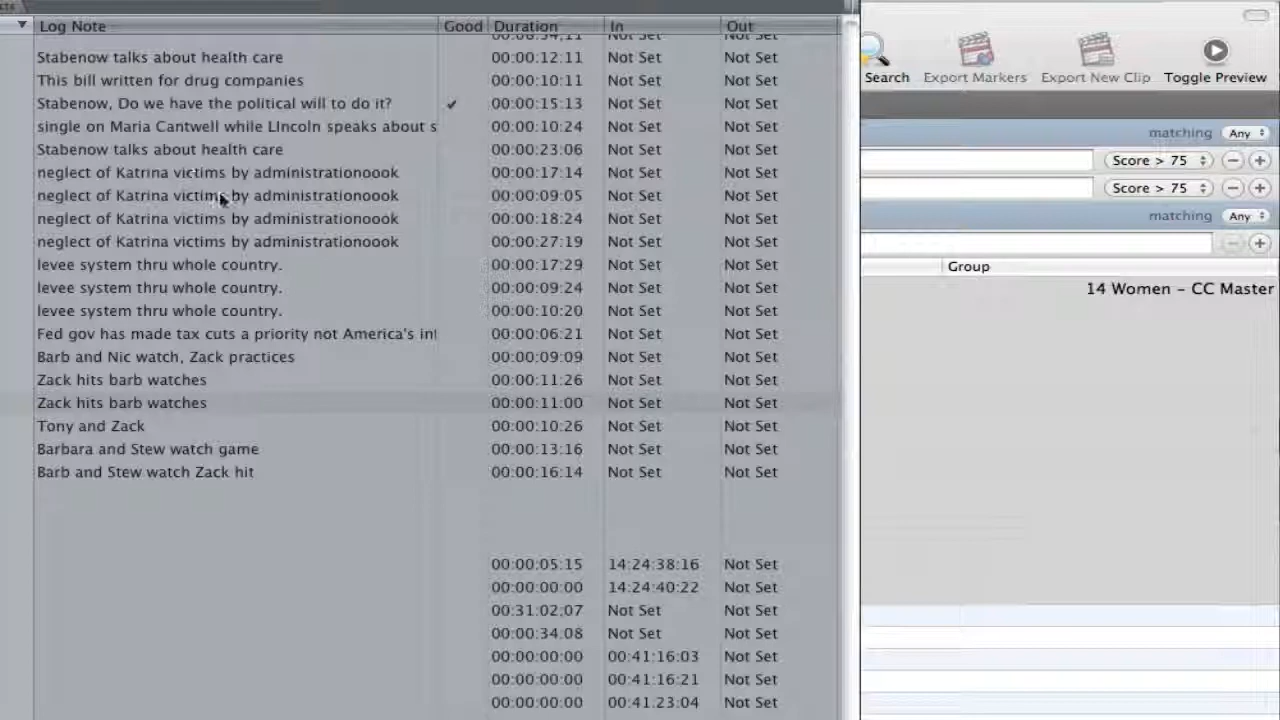 Log Note Good Duration In Out
Stabenow talks about health care 00:00:12:11 Not Set Not Set
This bill written for drug companies 00:00:10:11 Not Set Not Set
Stabenow, Do we have the political will to do it? ✓ 00:00:15:13 Not Set Not Set
single on Maria Cantwell while LIncoln speaks about s 00:00:10:24 Not Set Not Set
Stabenow talks about health care 00:00:23:06 Not Set Not Set
neglect of Katrina victims by administrationoook 00:00:17:14 Not Set Not Set
neglect of Katrina victims by administrationoook 00:00:09:05 Not Set Not Set
neglect of Katrina victims by administrationoook 00:00:18:24 Not Set Not Set
neglect of Katrina victims by administrationoook 00:00:27:19 Not Set Not Set
levee system thru whole country. 00:00:17:29 Not Set Not Set
levee system thru whole country. 00:00:09:24 Not Set Not Set
levee system thru whole country. 00:00:10:20 Not Set Not Set
Fed gov has made tax cuts a priority not America's in 00:00:06:21 Not Set Not Set
Barb and Nic watch, Zack practices 00:00:09:09 Not Set Not Set
Zack hits barb watches 00:00:11:26 Not Set Not Set
Zack hits barb watches 00:00:11:00 Not Set Not Set
Tony and Zack 00:00:10:26 Not Set Not Set
Barbara and Stew watch game 00:00:13:16 Not Set Not Set
Barb and Stew watch Zack hit 00:00:16:14 Not Set Not Set
00:00:05:15 14:24:38:16 Not Set
00:00:00:00 14:24:40:22 Not Set
00:31:02:07 Not Set Not Set
00:00:34:08 Not Set Not Set
00:00:00:00 00:41:16:03 Not Set
00:00:00:00 00:41:16:21 Not Set
00:00:00:00 00:41:23:04 Not Set
Search Export Markers Export New Clip Toggle Preview
matching Any
Score > 75
Score > 75
matching Any
Group
14 Women - CC Master